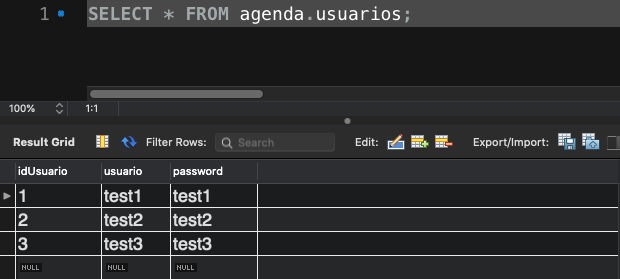 1 SELECT * FROM agenda.usuarios;
100% 1:1
Result Grid Filter Rows: Search Edit: Export/Import:
idUsuario usuario password
1 test1 test1
2 test2 test2
3 test3 test3
NULL NULL NULL